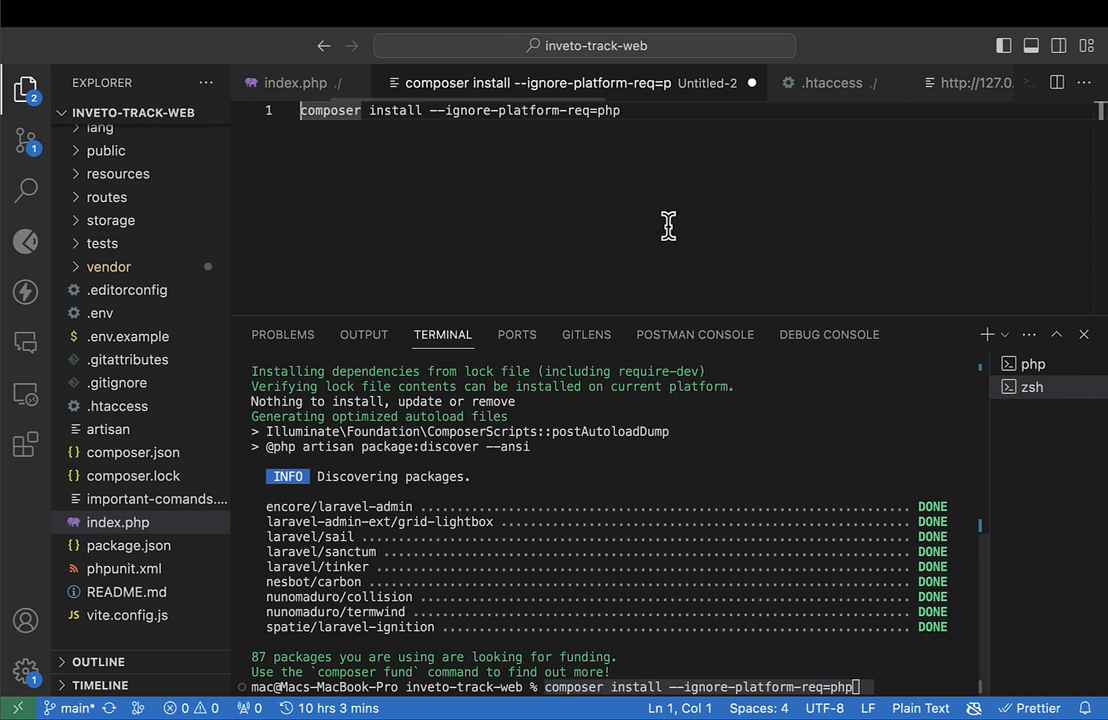 inveto-track-web
EXPLORER
index.php ./
composer install --ignore-platform-req=p Untitled-2
.htaccess ./
http://127.0.
INVETO-TRACK-WEB
1 composer install --ignore-platform-req=php
lang
public
resources
routes
storage
tests
vendor
.editorconfig
.env
.env.example
.gitattributes
.gitignore
.htaccess
artisan
composer.json
composer.lock
important-comands....
index.php
package.json
phpunit.xml
README.md
vite.config.js
OUTLINE
TIMELINE
2
1
1
PROBLEMS OUTPUT TERMINAL PORTS GITLENS POSTMAN CONSOLE DEBUG CONSOLE
php
zsh
Installing dependencies from lock file (including require-dev)
Verifying lock file contents can be installed on current platform.
Nothing to install, update or remove
Generating optimized autoload files
> Illuminate\Foundation\ComposerScripts::postAutoloadDump
> @php artisan package:discover --ansi
INFO Discovering packages.
encore/laravel-admin ........................................................ DONE
laravel-admin-ext/grid-lightbox ............................................. DONE
laravel/sail ................................................................ DONE
laravel/sanctum ............................................................. DONE
laravel/tinker .............................................................. DONE
nesbot/carbon ............................................................... DONE
nunomaduro/collision ........................................................ DONE
nunomaduro/termwind ......................................................... DONE
spatie/laravel-ignition ..................................................... DONE
87 packages you are using are looking for funding.
Use the `composer fund` command to find out more!
mac@Macs-MacBook-Pro inveto-track-web % composer install --ignore-platform-req=php
main* 0 0 0 10 hrs 3 mins Ln 1, Col 1 Spaces: 4 UTF-8 LF Plain Text Prettier